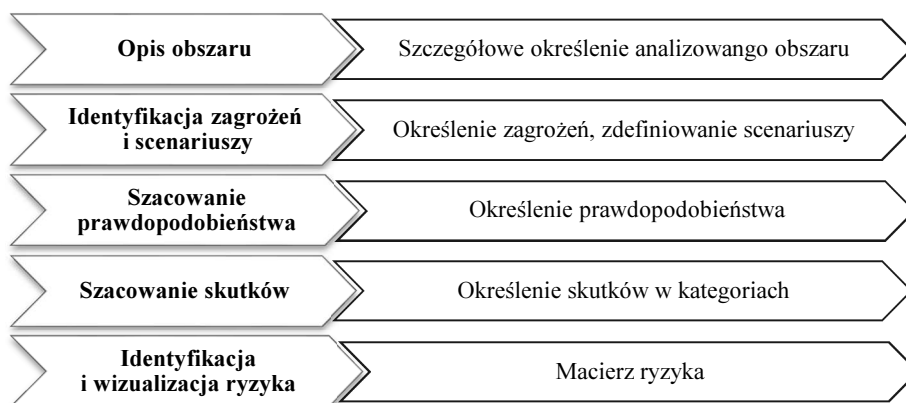 Opis obszaru
Szczegółowe określenie analizowango obszaru
Identyfikacja zagrożeń
i scenariuszy
Określenie zagrożeń, zdefiniowanie scenariuszy
Szacowanie
prawdopodobieństwa
Określenie prawdopodobieństwa
Szacowanie skutków
Określenie skutków w kategoriach
Identyfikacja
i wizualizacja ryzyka
Macierz ryzyka